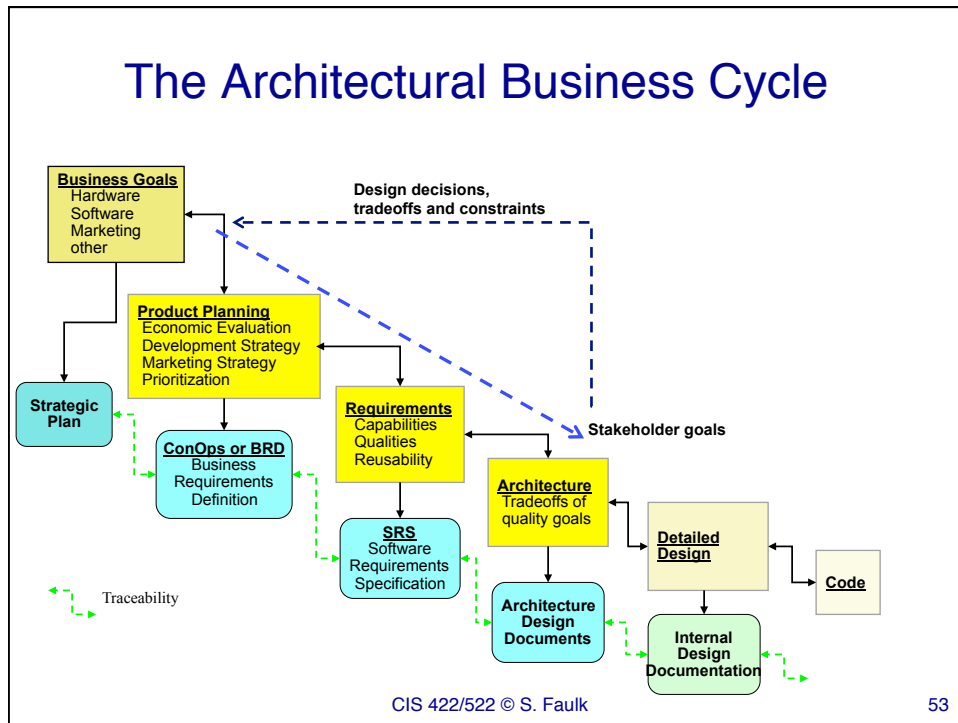 The Architectural Business Cycle
Business Goals
Hardware
Software
Marketing
other
Design decisions,
tradeoffs and constraints
Product Planning
Economic Evaluation
Development Strategy
Marketing Strategy
Prioritization
Strategic
Plan
Requirements
Capabilities
Qualities
Reusability
Stakeholder goals
ConOps or BRD
Business
Requirements
Definition
Architecture
Tradeoffs of
quality goals
SRS
Software
Requirements
Specification
Detailed
Design
Code
Traceability
Architecture
Design
Documents
Internal
Design
Documentation
CIS 422/522 © S. Faulk
53